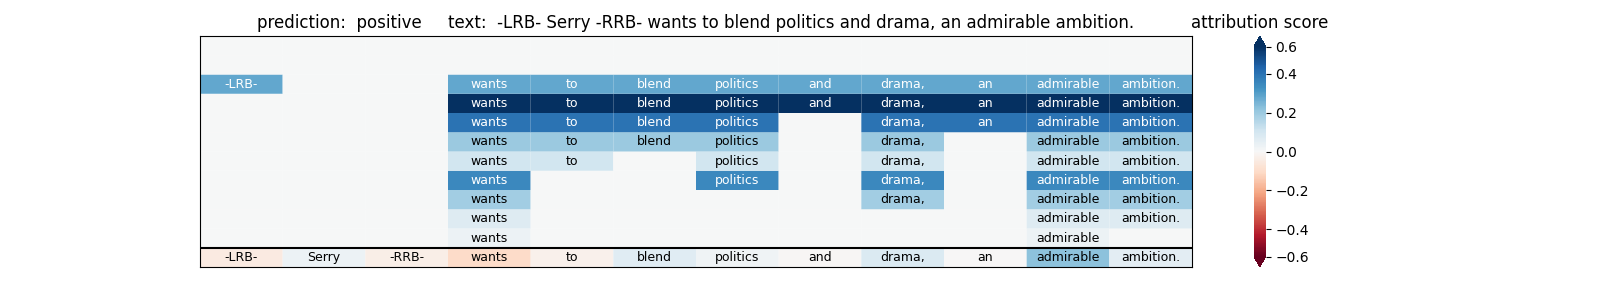 prediction:  positive     text:  -LRB- Serry -RRB- wants to blend politics and drama, an admirable ambition.     attribution score
-LRB- wants to blend politics and drama, an admirable ambition.
wants to blend politics and drama, an admirable ambition.
wants to blend politics drama, an admirable ambition.
wants to blend politics drama, admirable ambition.
wants to politics drama, admirable ambition.
wants politics drama, admirable ambition.
wants drama, admirable ambition.
wants admirable ambition.
wants admirable
-LRB- Serry -RRB- wants to blend politics and drama, an admirable ambition.
0.6
0.4
0.2
0.0
−0.2
−0.4
−0.6